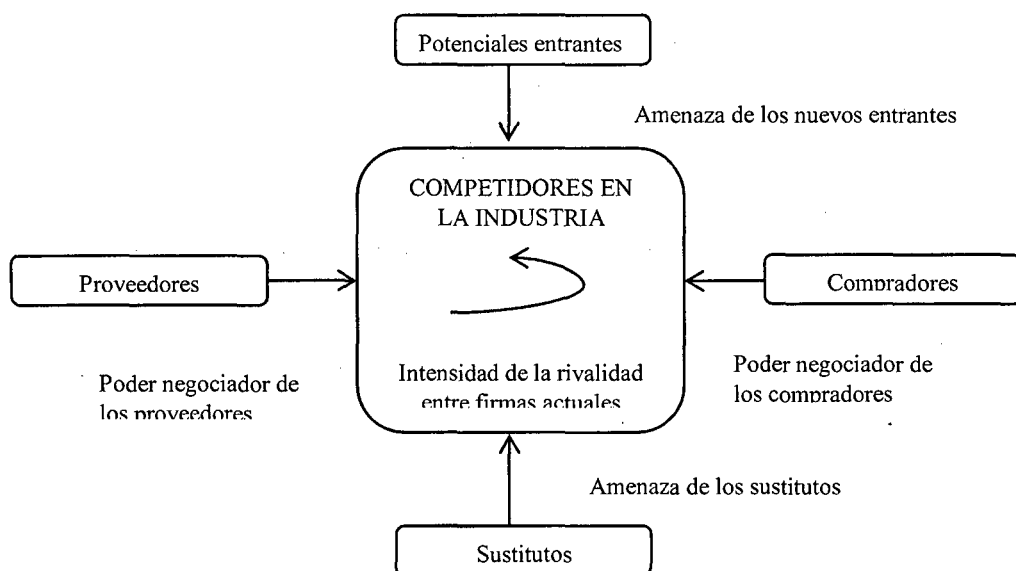 Potenciales entrantes
Amenaza de los nuevos entrantes
COMPETIDORES EN
LA INDUSTRIA
Proveedores
Compradores
Intensidad de la rivalidad
entre firmas actuales
Poder negociador de
los proveedores
Poder negociador de
los compradores
Amenaza de los sustitutos
Sustitutos